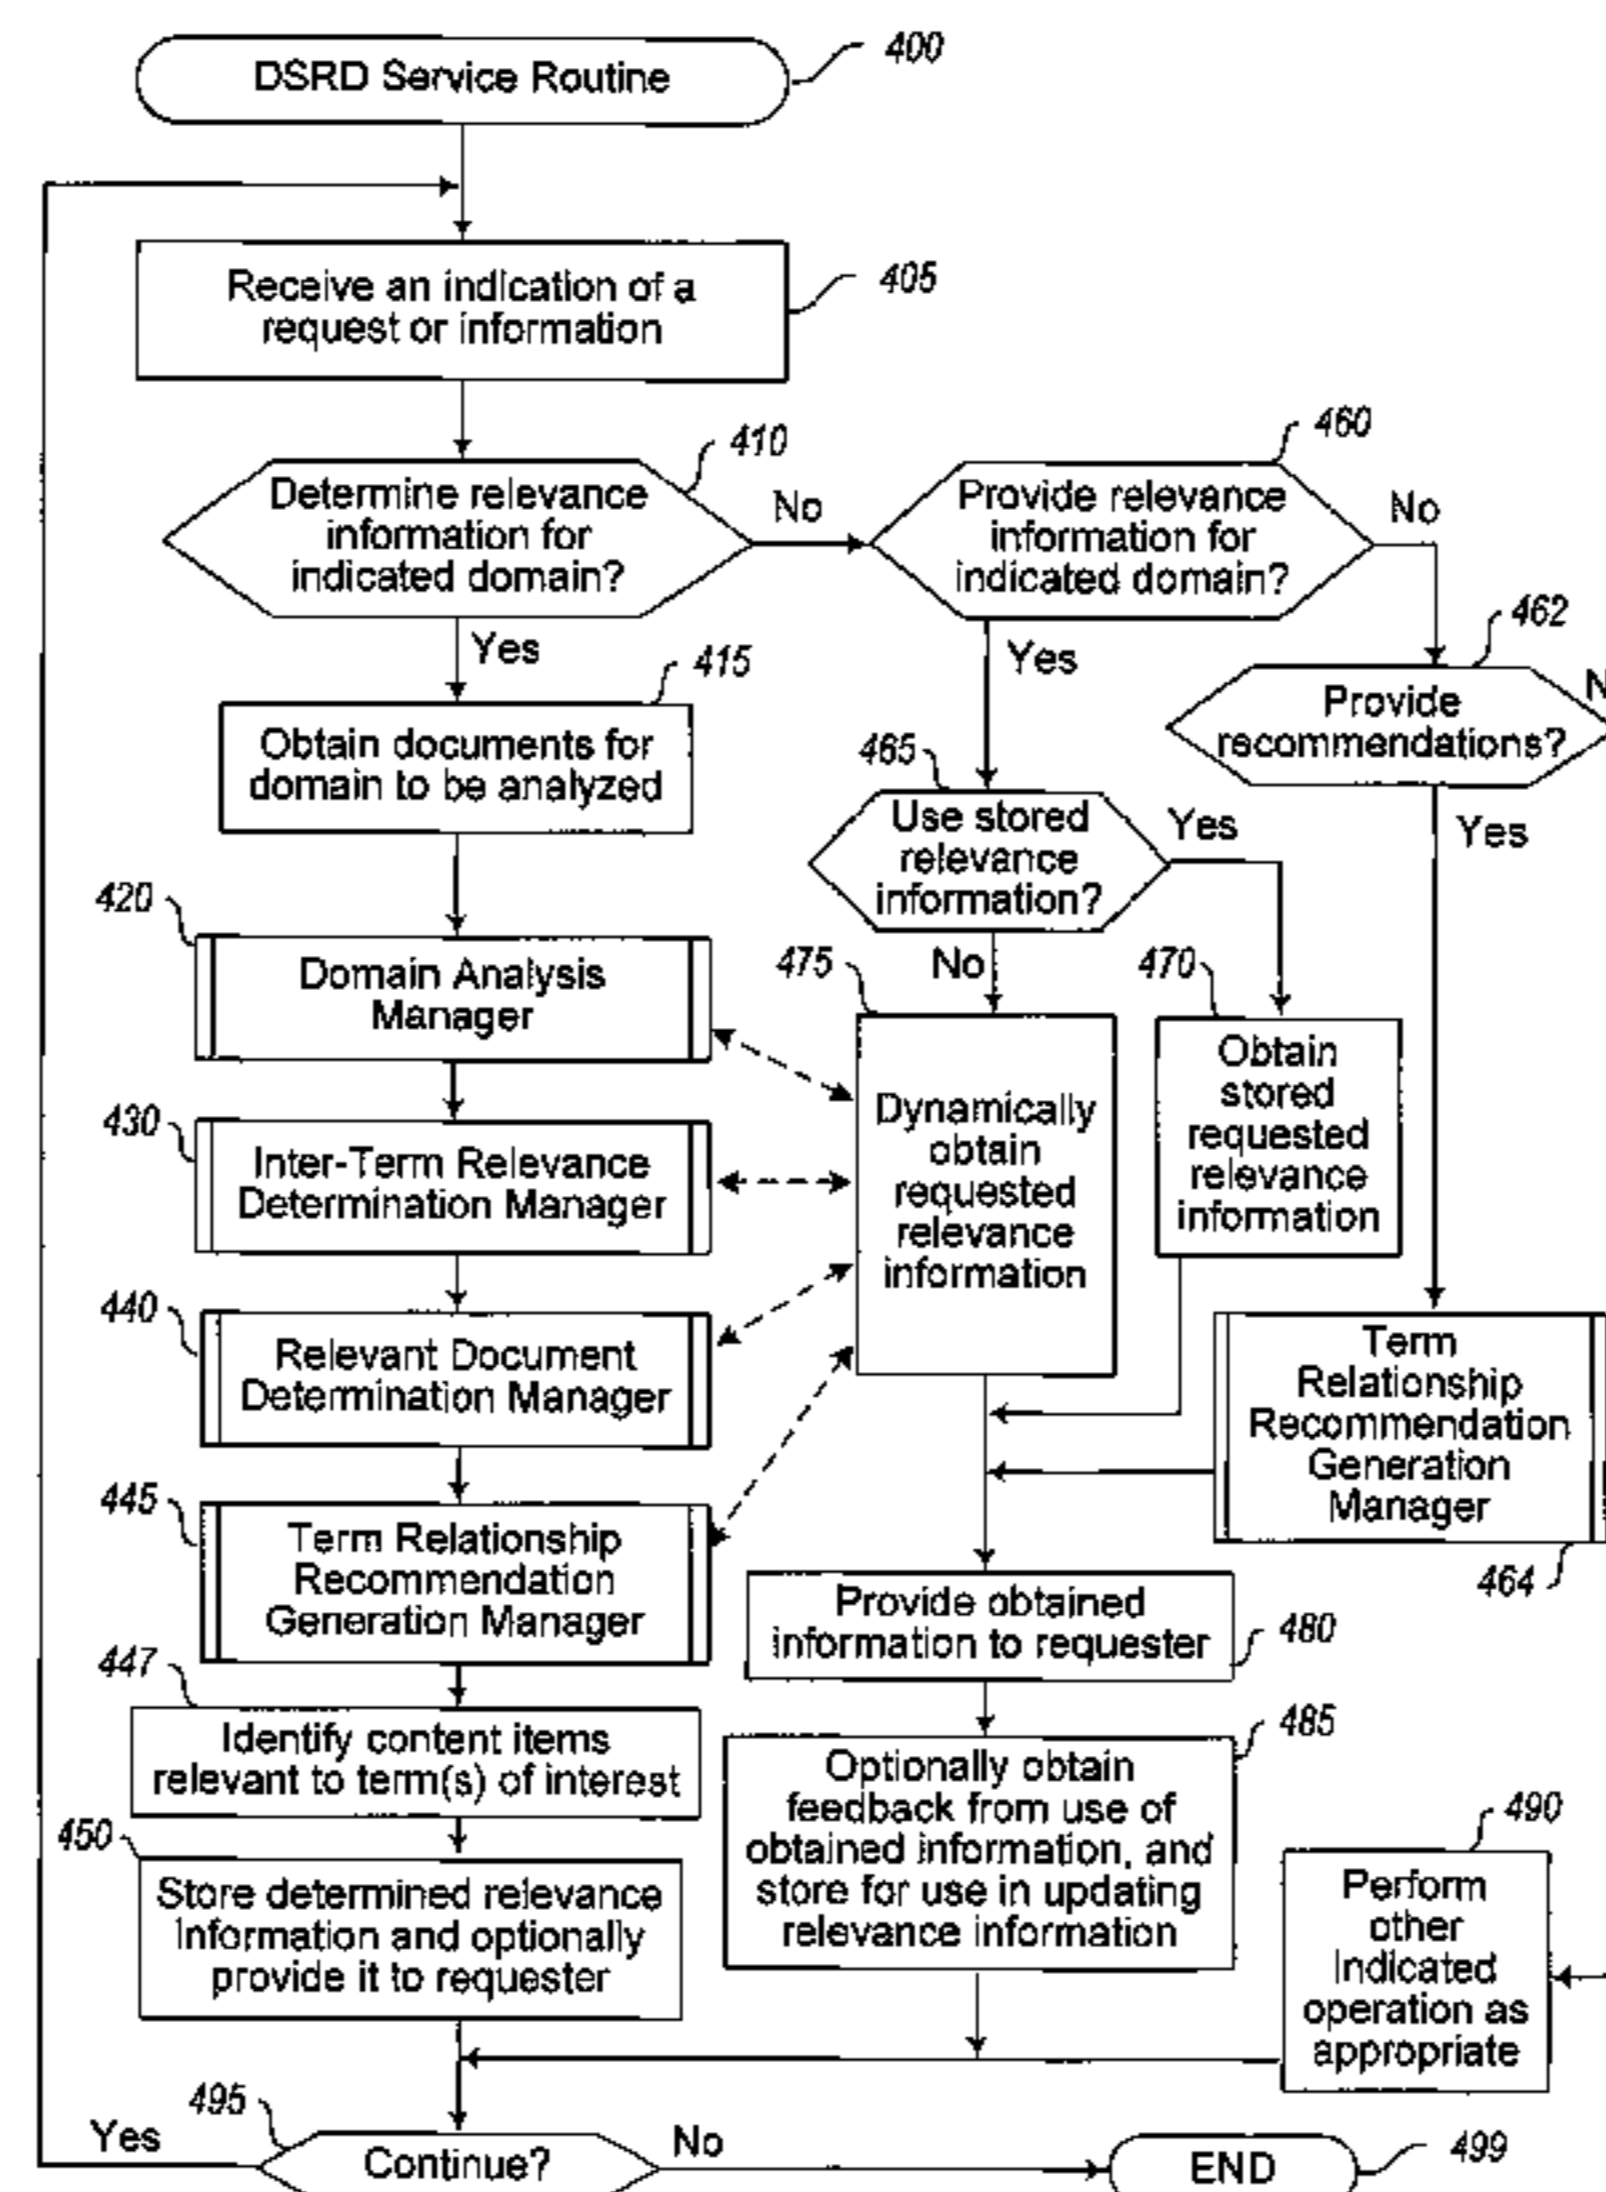 DSRD Service Routine
400
Receive an indication of a
request or information
405
Determine relevance
information for
indicated domain?
410
No
Provide relevance
information for
indicated domain?
460
No
Yes
Yes
415
Obtain documents for
domain to be analyzed
462
Provide
recommendations?
N
Yes
465
Use stored
relevance
information?
Yes
No
420
Domain Analysis
Manager
475
Dynamically
obtain
requested
relevance
information
470
Obtain
stored
requested
relevance
information
430
Inter-Term Relevance
Determination Manager
440
Relevant Document
Determination Manager
Term
Relationship
Recommendation
Generation
Manager
464
445
Term Relationship
Recommendation
Generation Manager
Provide obtained
information to requester
480
447
Identify content items
relevant to term(s) of interest
485
Optionally obtain
feedback from use of
obtained information, and
store for use in updating
relevance information
450
Store determined relevance
Information and optionally
provide it to requester
490
Perform
other
Indicated
operation as
appropriate
495
Yes
Continue?
No
END
499